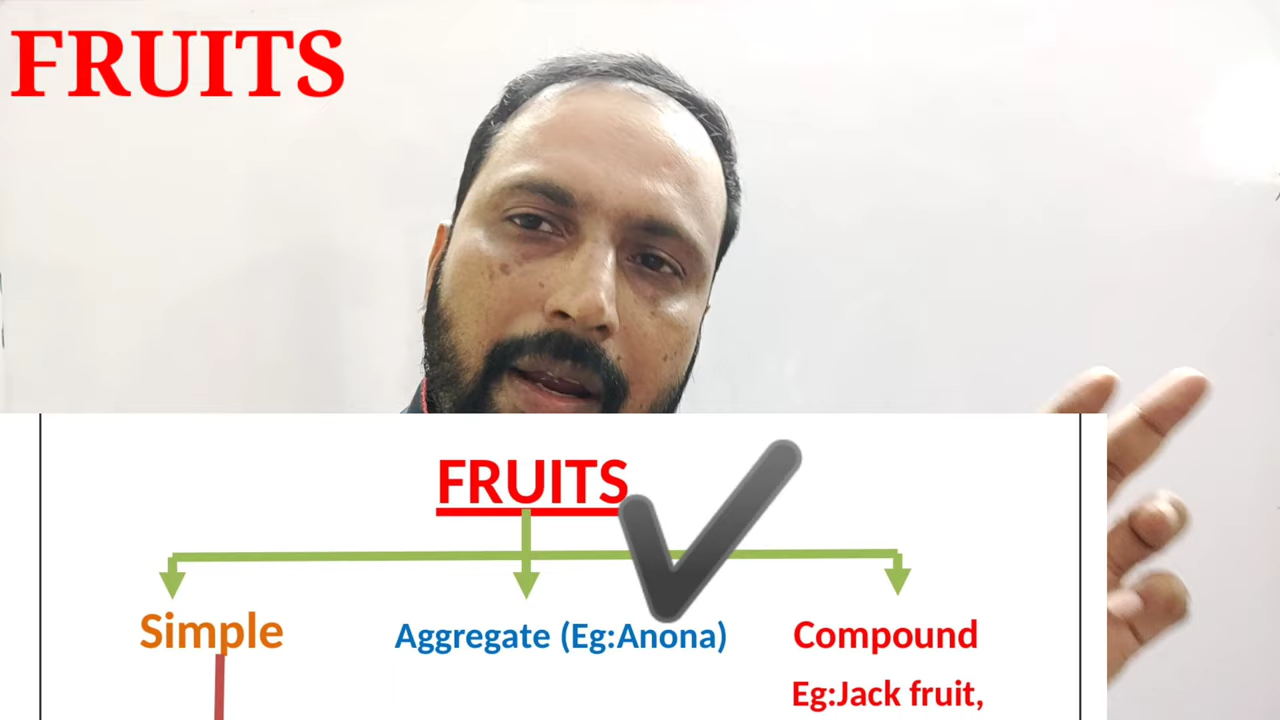 FRUITS
FRUITS
Simple
Aggregate (Eg:Anona)
Compound
Eg:Jack fruit,